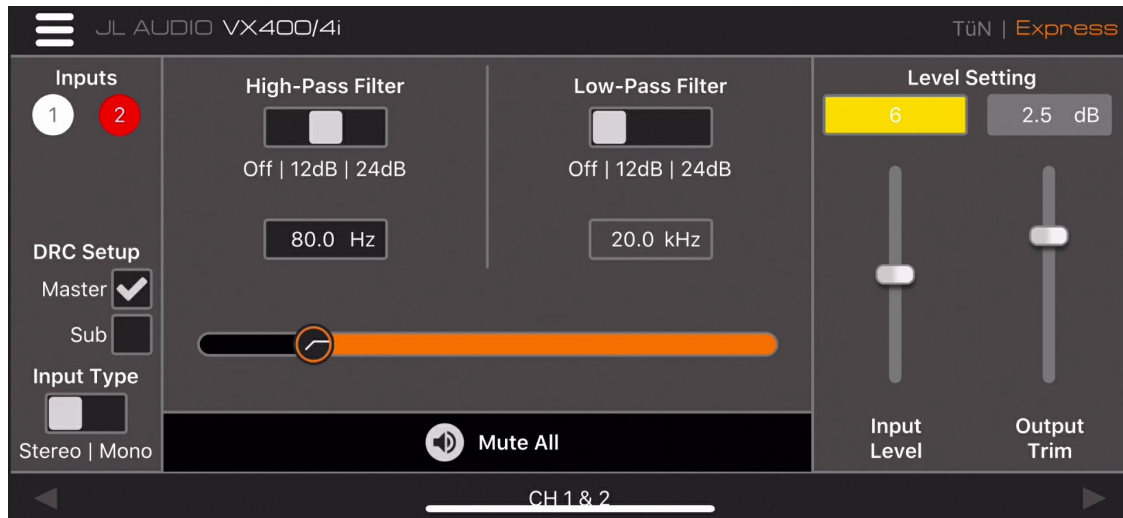 JL AUDIO VX400/4i
TüN | Express
Inputs
1 2
DRC Setup
Master
Sub
Input Type
Stereo | Mono
High-Pass Filter
Off | 12dB | 24dB
80.0 Hz
Low-Pass Filter
Off | 12dB | 24dB
20.0 kHz
Mute All
Level Setting
6
2.5 dB
Input
Level
Output
Trim
CH 1 & 2